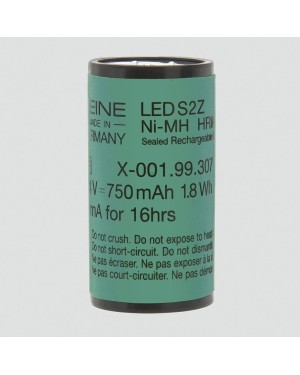 EINE LED S2Z
MADE IN Ni-MH HR
ERMANY Sealed Rechargeable
X-001.99.307
V = 750 mAh 1.8 Wh
mA for 16hrs
Do not crush. Do not expose to hea
Do not short-circuit. Do not dismantl
Ne pas écraser. Ne pas exposer à
Ne pas court-circuiter. Ne pas dém